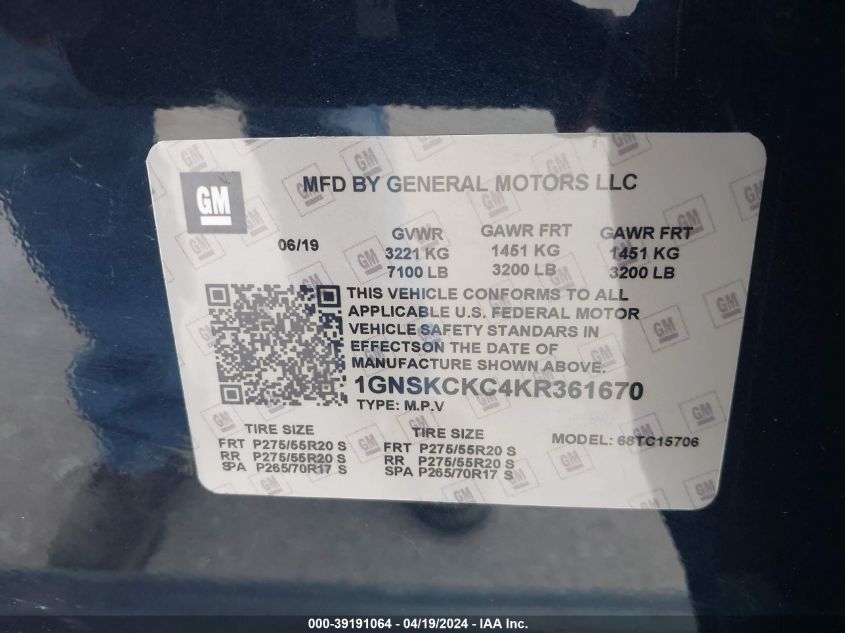 GM
MFD BY GENERAL MOTORS LLC
06/19
GVWR GAWR FRT GAWR FRT
3221 KG 1451 KG 1451 KG
7100 LB 3200 LB 3200 LB
THIS VEHICLE CONFORMS TO ALL
APPLICABLE U.S. FEDERAL MOTOR
VEHICLE SAFETY STANDARS IN
EFFECTSON THE DATE OF
MANUFACTURE SHOWN ABOVE.
1GNSKCKC4KR361670
TYPE: M.P.V
TIRE SIZE TIRE SIZE
FRT P275/55R20 S FRT P275/55R20 S
RR P275/55R20 S RR P275/55R20 S
SPA P265/70R17 S SPA P265/70R17 S
MODEL: 68TC15706
000-39191064 - 04/19/2024 - IAA Inc.